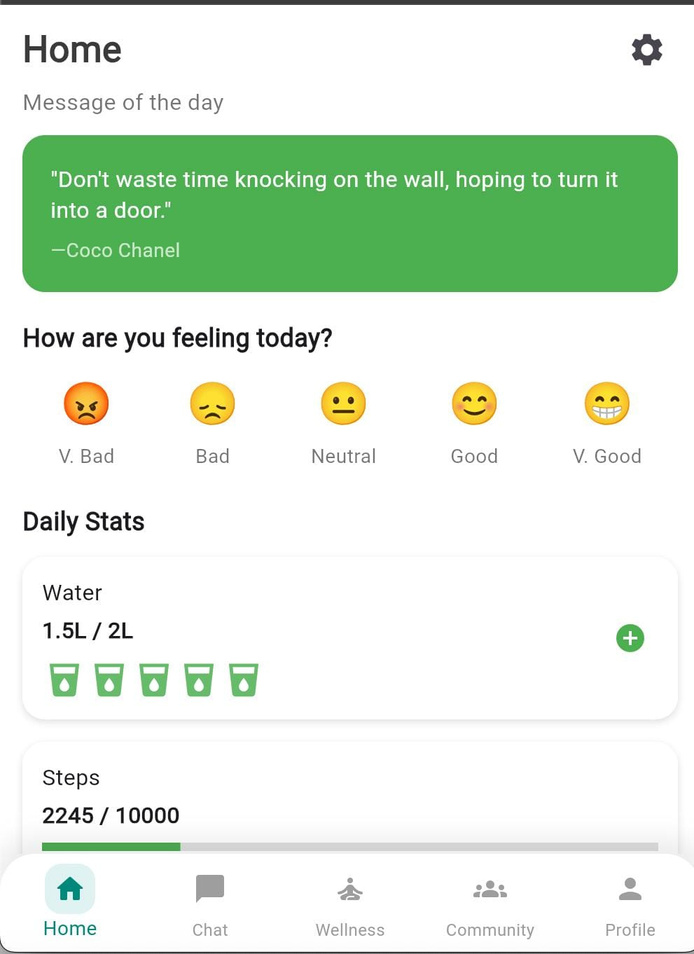 Home
Message of the day
"Don't waste time knocking on the wall, hoping to turn it
into a door."
—Coco Chanel
How are you feeling today?
V. Bad
Bad
Neutral
Good
V. Good
Daily Stats
Water
1.5L / 2L
Steps
2245 / 10000
Home
Chat
Wellness
Community
Profile